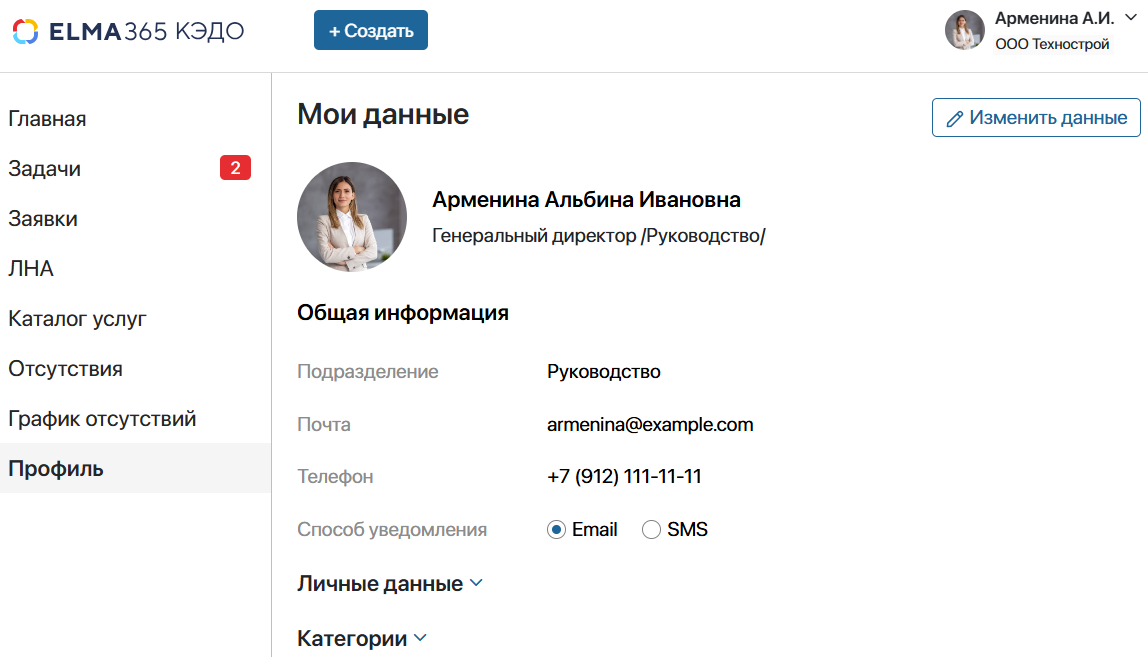 ELMA365 КЭДО
+ Создать
Арменина А.И.
ООО Технострой
Главная
Задачи 2
Заявки
ЛНА
Каталог услуг
Отсутствия
График отсутствий
Профиль
Мои данные
Изменить данные
Арменина Альбина Ивановна
Генеральный директор /Руководство/
Общая информация
Подразделение Руководство
Почта armenina@example.com
Телефон +7 (912) 111-11-11
Способ уведомления Email SMS
Личные данные
Категории